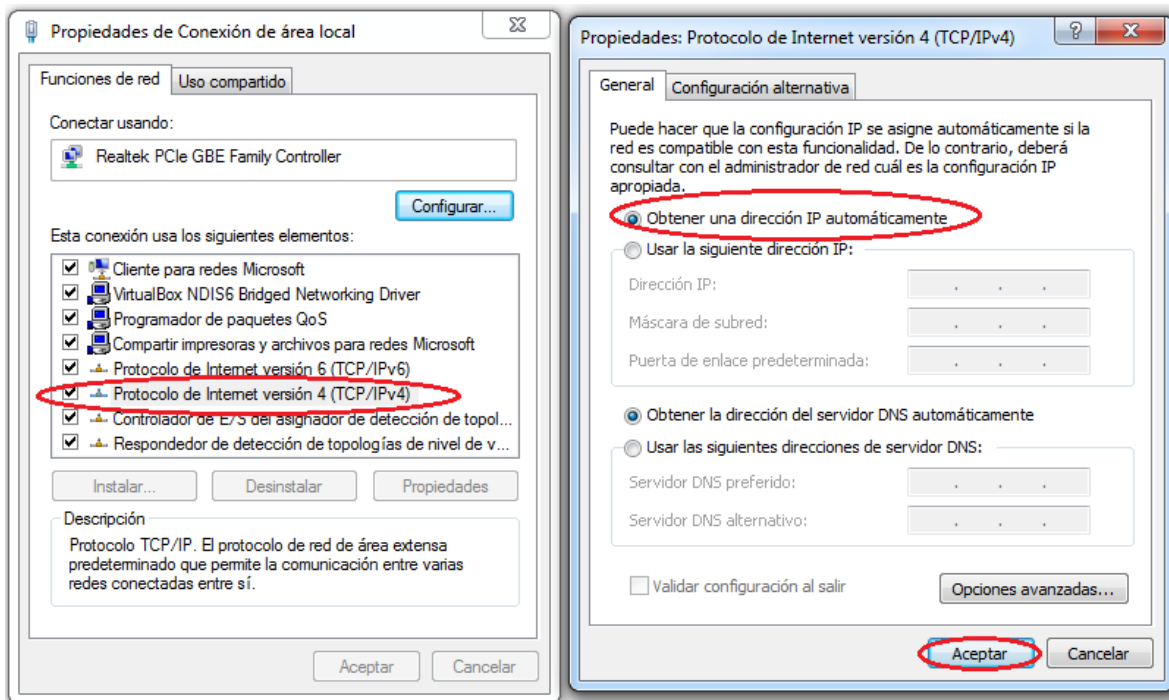 Propiedades de Conexión de área local
Funciones de red
Uso compartido
Conectar usando:
Realtek PCIe GBE Family Controller
Configurar...
Esta conexión usa los siguientes elementos:
Cliente para redes Microsoft
VirtualBox NDIS6 Bridged Networking Driver
Programador de paquetes QoS
Compartir impresoras y archivos para redes Microsoft
Protocolo de Internet versión 6 (TCP/IPv6)
Protocolo de Internet versión 4 (TCP/IPv4)
Controlador de E/S del asignador de detección de topol...
Respondedor de detección de topologías de nivel de v...
Instalar...
Desinstalar
Propiedades
Descripción
Protocolo TCP/IP. El protocolo de red de área extensa
predeterminado que permite la comunicación entre varias
redes conectadas entre sí.
Aceptar
Cancelar
Propiedades: Protocolo de Internet versión 4 (TCP/IPv4)
General
Configuración alternativa
Puede hacer que la configuración IP se asigne automáticamente si la
red es compatible con esta funcionalidad. De lo contrario, deberá
consultar con el administrador de red cuál es la configuración IP
apropiada.
Obtener una dirección IP automáticamente
Usar la siguiente dirección IP:
Dirección IP:
Máscara de subred:
Puerta de enlace predeterminada:
Obtener la dirección del servidor DNS automáticamente
Usar las siguientes direcciones de servidor DNS:
Servidor DNS preferido:
Servidor DNS alternativo:
Validar configuración al salir
Opciones avanzadas...
Aceptar
Cancelar